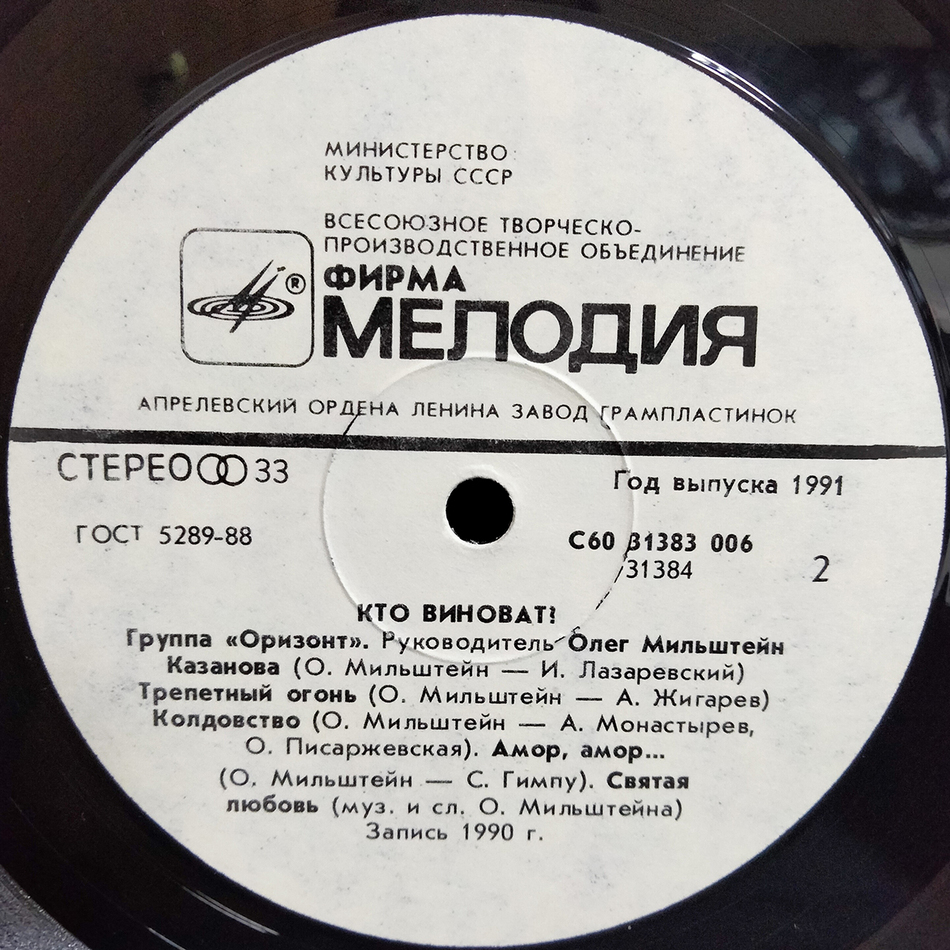 МИНИСТЕРСТВО
КУЛЬТУРЫ СССР
ВСЕСОЮЗНОЕ ТВОРЧЕСКО-
ПРОИЗВОДСТВЕННОЕ ОБЪЕДИНЕНИЕ
ФИРМА
®
МЕЛОДИЯ
АПРЕЛЕВСКИЙ ОРДЕНА ЛЕНИНА ЗАВОД ГРАМПЛАСТИНОК
СТЕРЕО 33
Год выпуска 1991
ГОСТ 5289-88
С60 31383 006
31384
2
КТО ВИНОВАТ?
Группа «Оризонт». Руководитель Олег Мильштейн
Казанова (О. Мильштейн — И. Лазаревский)
Трепетный огонь (О. Мильштейн — А. Жигарев)
Колдовство (О. Мильштейн — А. Монастырев,
О. Писаржевская). Амор, амор...
(О. Мильштейн — С. Гимпу). Святая
любовь (муз. и сл. О. Мильштейна)
Запись 1990 г.